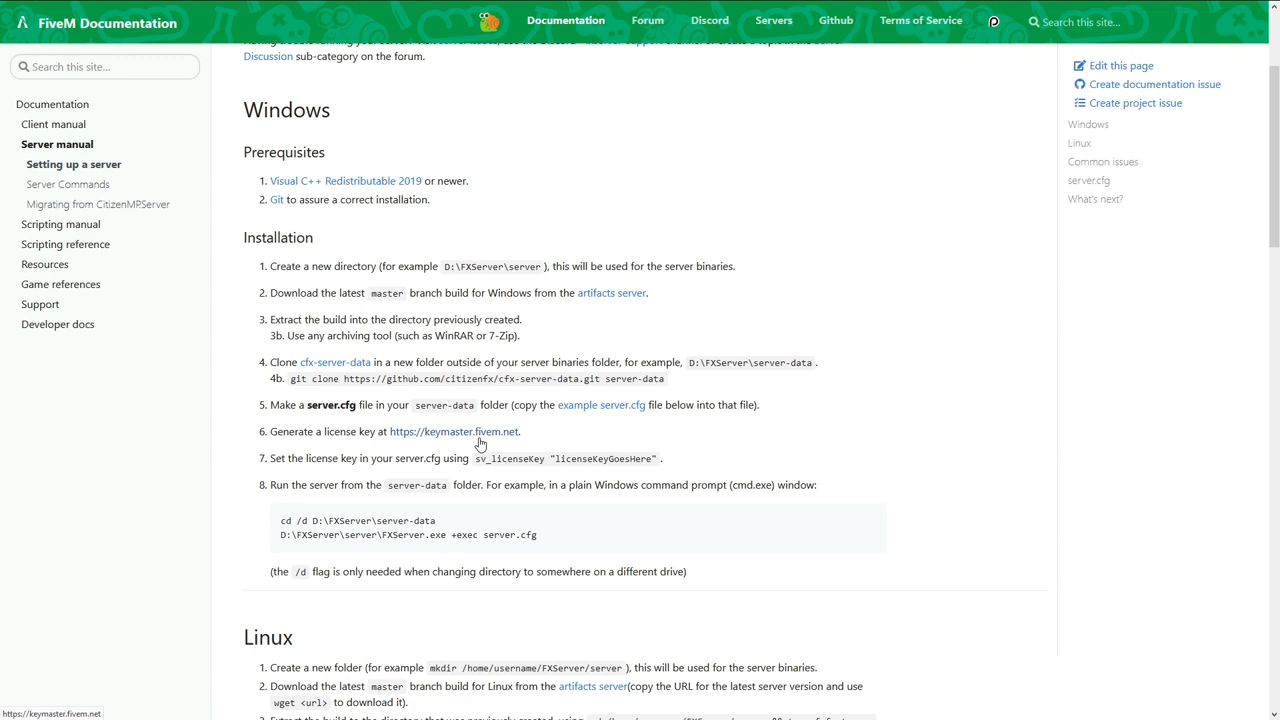 FiveM Documentation
Documentation
Forum
Discord
Servers
Github
Terms of Service
Search this site...
Search this site...
Documentation
Client manual
Server manual
Setting up a server
Server Commands
Migrating from CitizenMP.Server
Scripting manual
Scripting reference
Resources
Game references
Support
Developer docs
Discussion sub-category on the forum.
Windows
Prerequisites
1. Visual C++ Redistributable 2019 or newer.
2. Git to assure a correct installation.
Installation
1. Create a new directory (for example D:\FXServer\server ), this will be used for the server binaries.
2. Download the latest master branch build for Windows from the artifacts server.
3. Extract the build into the directory previously created.
3b. Use any archiving tool (such as WinRAR or 7-Zip).
4. Clone cfx-server-data in a new folder outside of your server binaries folder, for example, D:\FXServer\server-data .
4b. git clone https://github.com/citizenfx/cfx-server-data.git server-data
5. Make a server.cfg file in your server-data folder (copy the example server.cfg file below into that file).
6. Generate a license key at https://keymaster.fivem.net.
7. Set the license key in your server.cfg using sv_licenseKey "licenseKeyGoesHere" .
8. Run the server from the server-data folder. For example, in a plain Windows command prompt (cmd.exe) window:
cd /d D:\FXServer\server-data
D:\FXServer\server\FXServer.exe +exec server.cfg
(the /d flag is only needed when changing directory to somewhere on a different drive)
Linux
1. Create a new folder (for example mkdir /home/username/FXServer/server ), this will be used for the server binaries.
2. Download the latest master branch build for Linux from the artifacts server(copy the URL for the latest server version and use
wget <url> to download it).
Edit this page
Create documentation issue
Create project issue
Windows
Linux
Common issues
server.cfg
What's next?
https://keymaster.fivem.net